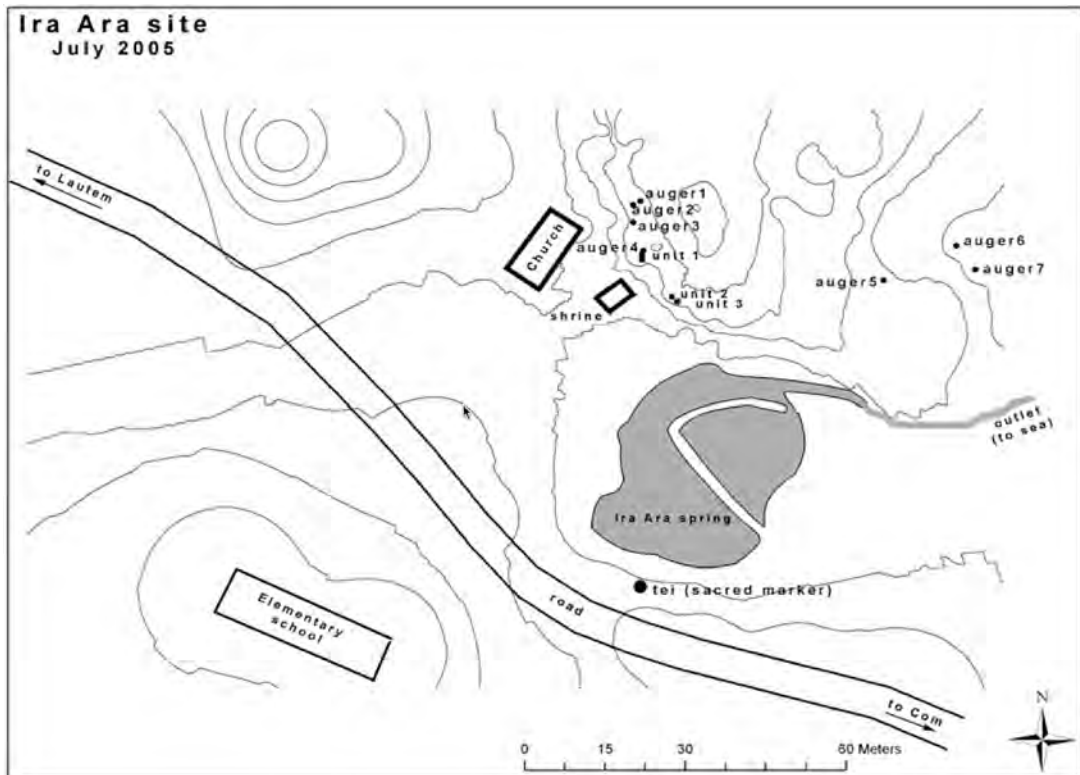 Ira Ara site
July 2005
to Lautem
auger1
auger2
auger3
Church
auger4
unit 1
auger6
auger7
auger5
unit 2
unit 3
shrine
outlet
(to sea)
Ira Ara spring
tei (sacred marker)
road
Elementary
school
to Com
N
0 15 30 60 Meters